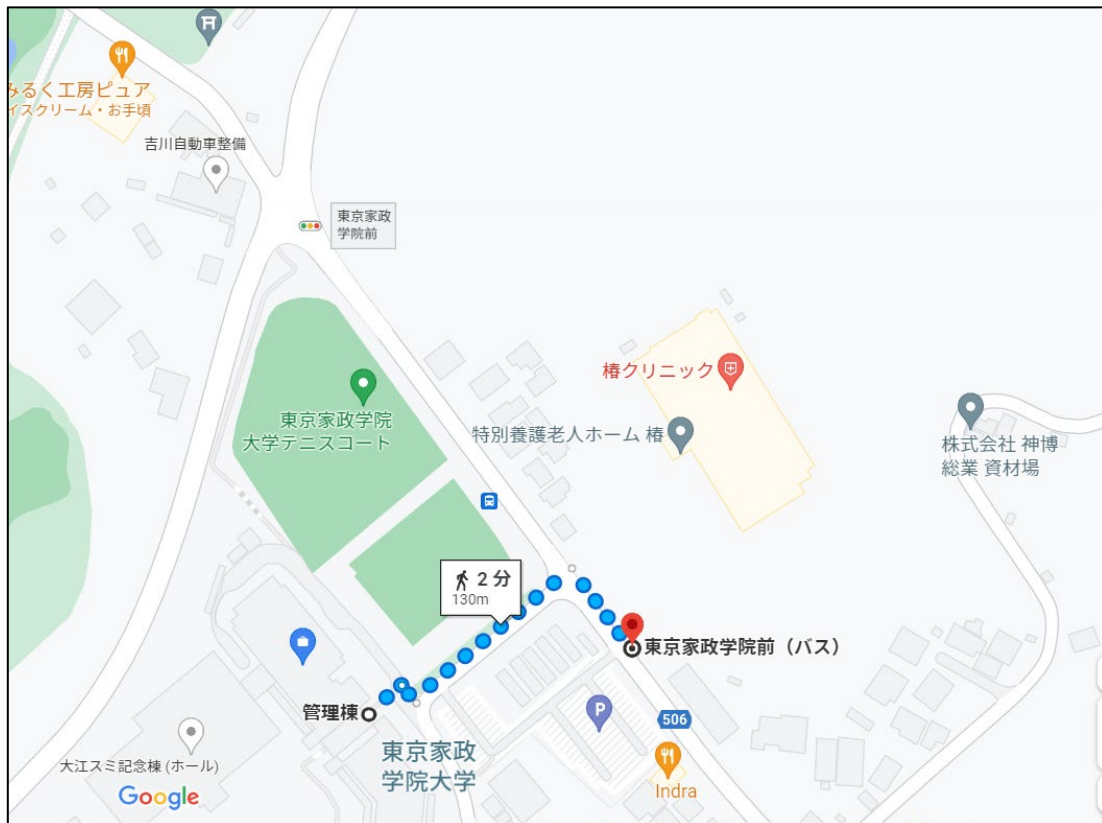 みるく工房ピュア
イスクリーム・お手頃
吉川自動車整備
東京家政
学院前
椿クリニック
東京家政学院
大学テニスコート
特別養護老人ホーム 椿
株式会社 神博
総業 資材場
2 分
130m
東京家政学院前（バス）
管理棟
P
506
東京家政
学院大学
大江スミ記念棟 (ホール)
Indra
Google